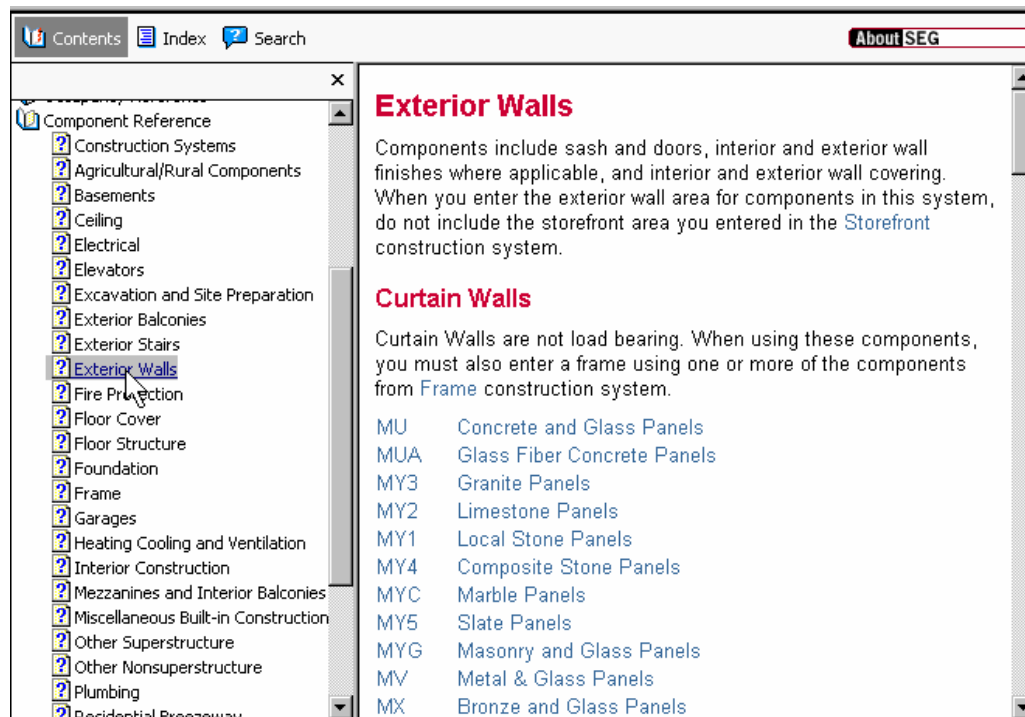 Contents Index Search
About SEG
Component Reference
Construction Systems
Agricultural/Rural Components
Basements
Ceiling
Electrical
Elevators
Excavation and Site Preparation
Exterior Balconies
Exterior Stairs
Exterior Walls
Fire Protection
Floor Cover
Floor Structure
Foundation
Frame
Garages
Heating Cooling and Ventilation
Interior Construction
Mezzanines and Interior Balconies
Miscellaneous Built-in Construction
Other Superstructure
Other Nonsuperstructure
Plumbing
Residential Breezeway
Exterior Walls
Components include sash and doors, interior and exterior wall
finishes where applicable, and interior and exterior wall covering.
When you enter the exterior wall area for components in this system,
do not include the storefront area you entered in the Storefront
construction system.
Curtain Walls
Curtain Walls are not load bearing. When using these components,
you must also enter a frame using one or more of the components
from Frame construction system.
MU Concrete and Glass Panels
MUA Glass Fiber Concrete Panels
MY3 Granite Panels
MY2 Limestone Panels
MY1 Local Stone Panels
MY4 Composite Stone Panels
MYC Marble Panels
MY5 Slate Panels
MYG Masonry and Glass Panels
MV Metal & Glass Panels
MX Bronze and Glass Panels